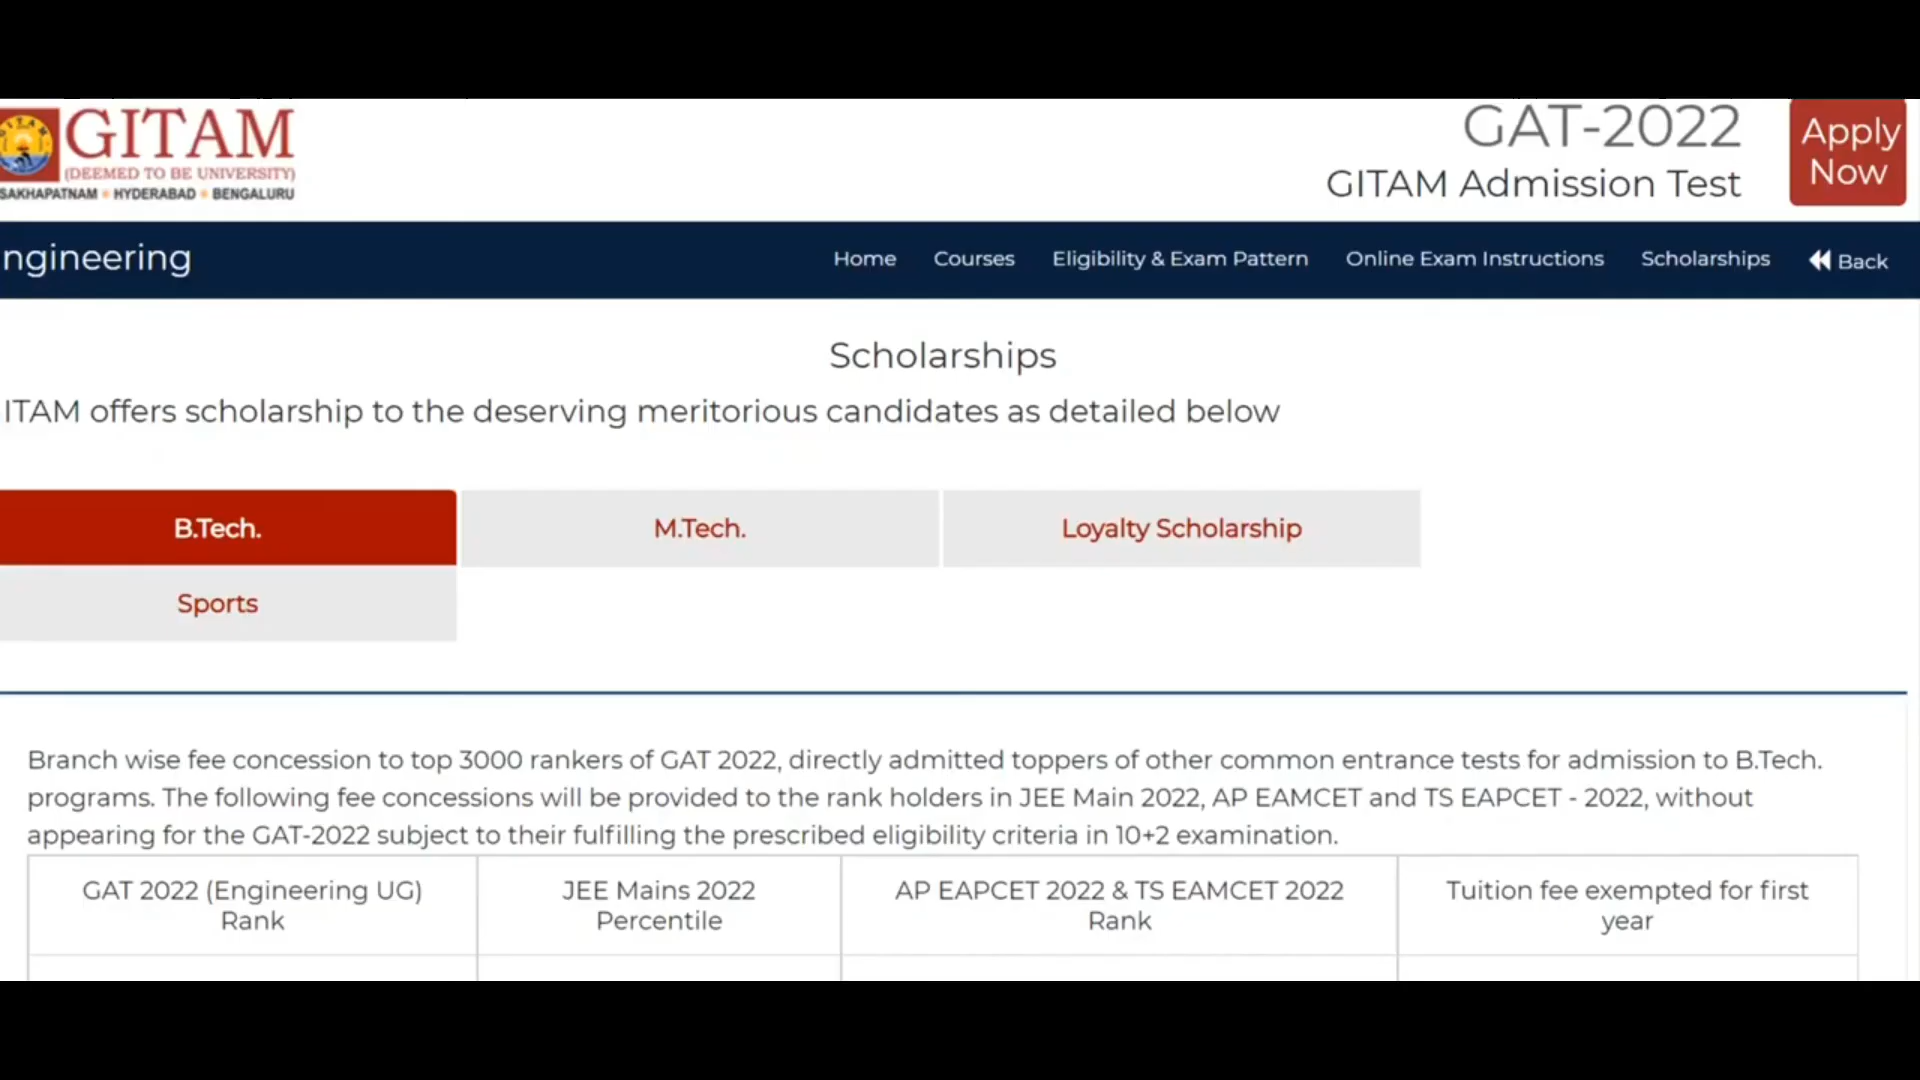 GITAM
(DEEMED TO BE UNIVERSITY)
SAKHAPATNAM HYDERABAD BENGALURU
GAT-2022
GITAM Admission Test
Apply
Now
ngineering
Home Courses Eligibility & Exam Pattern Online Exam Instructions Scholarships Back
Scholarships
ITAM offers scholarship to the deserving meritorious candidates as detailed below
B.Tech. M.Tech. Loyalty Scholarship
Sports
Branch wise fee concession to top 3000 rankers of GAT 2022, directly admitted toppers of other common entrance tests for admission to B.Tech.
programs. The following fee concessions will be provided to the rank holders in JEE Main 2022, AP EAMCET and TS EAPCET - 2022, without
appearing for the GAT-2022 subject to their fulfilling the prescribed eligibility criteria in 10+2 examination.
GAT 2022 (Engineering UG)
Rank
JEE Mains 2022
Percentile
AP EAPCET 2022 & TS EAMCET 2022
Rank
Tuition fee exempted for first
year